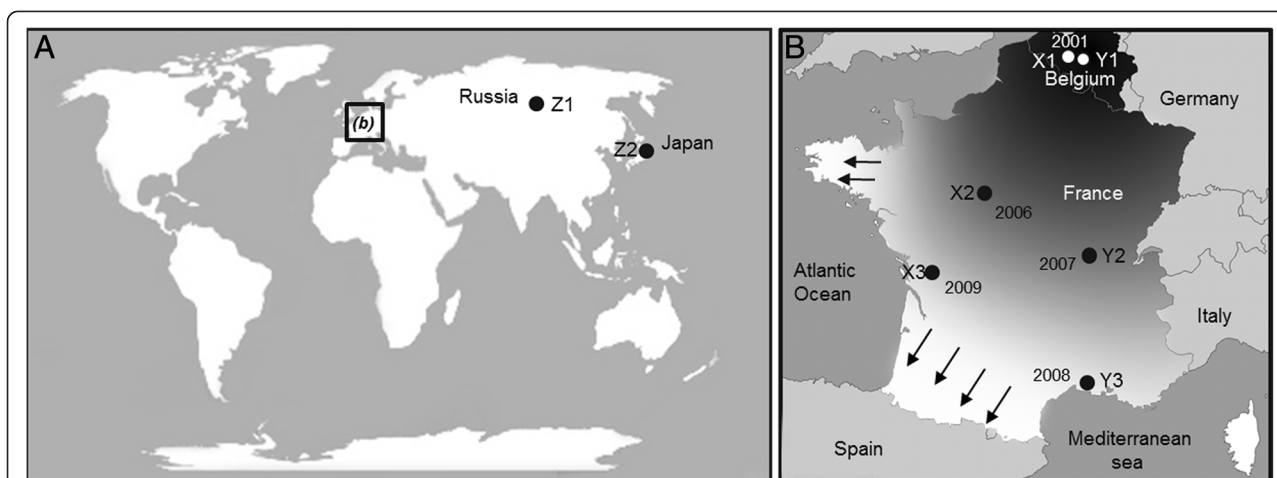 A
Russia
Z1
(b)
Z2
Japan
B
2001
X1
Y1
Belgium
Germany
X2
France
2006
2007
Y2
Atlantic
Ocean
X3
2009
Italy
2008
Y3
Spain
Mediterranean
sea